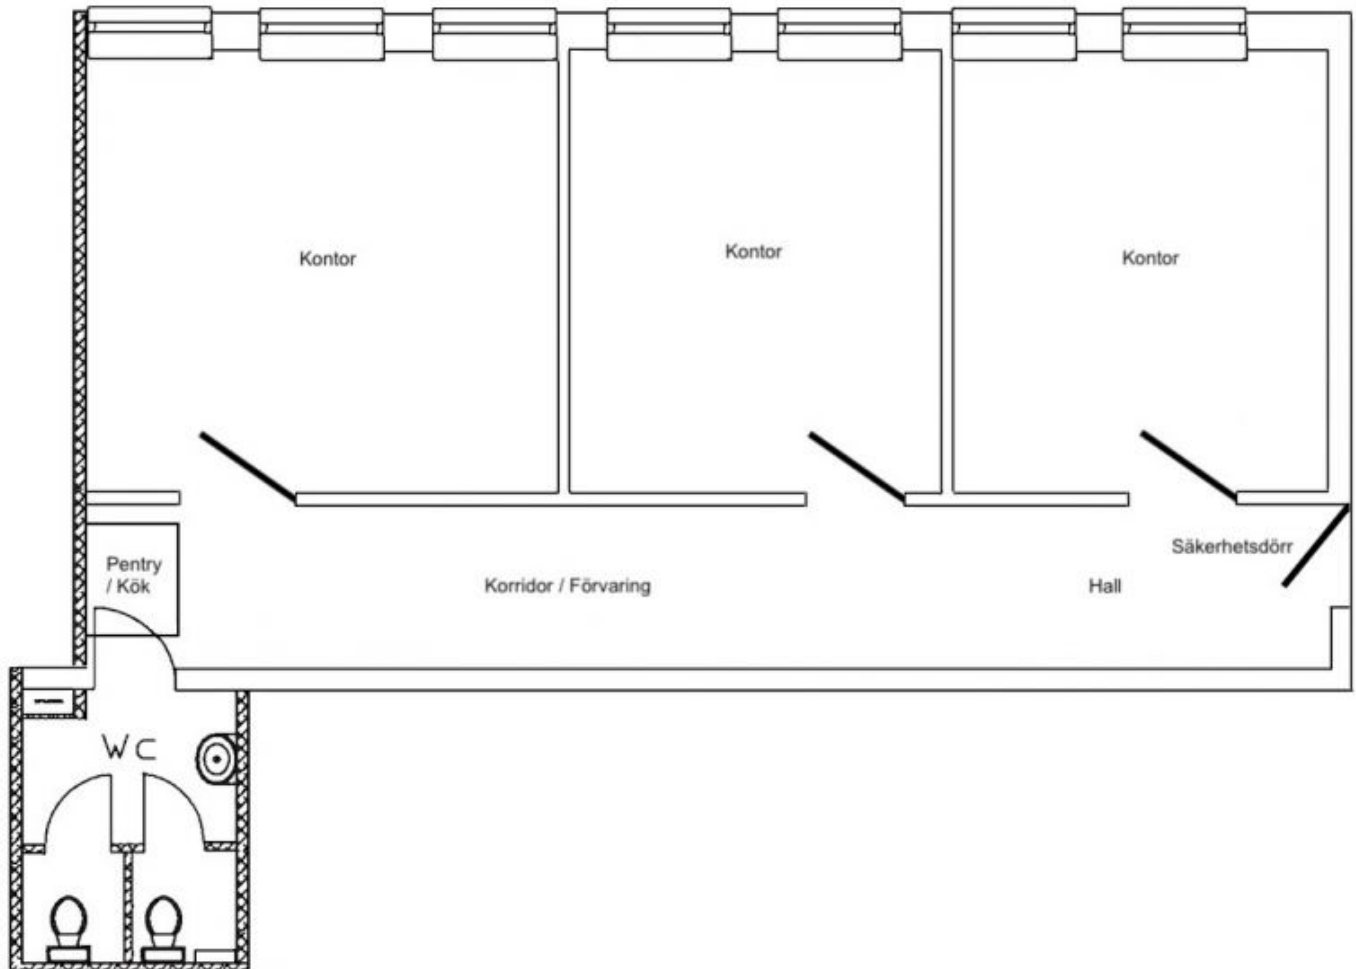 Kontor
Kontor
Kontor
Säkerhetsdörr
Pentry
/ Kök
Korridor / Förvaring
Hall
WC